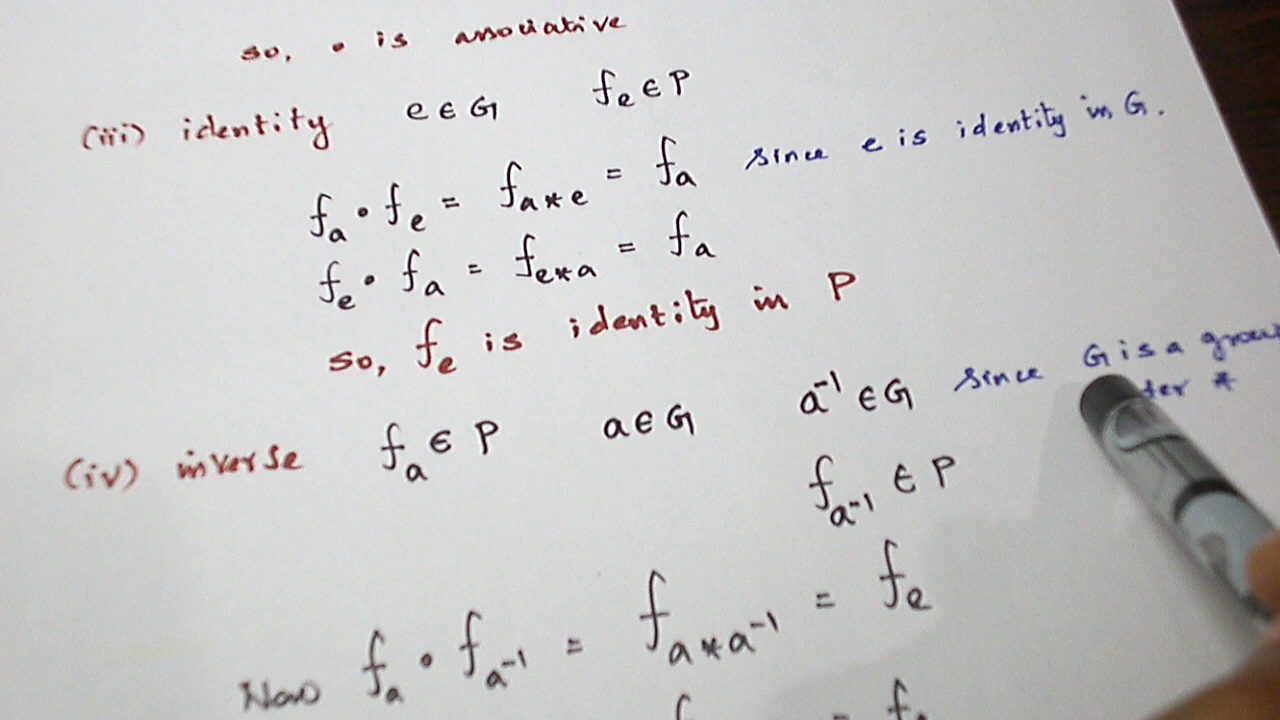 so, • is associative
(iii) identity e ∈ G f_e ∈ P
f_a • f_e = f_{a*e} = f_a since e is identity in G.
f_e • f_a = f_{e*a} = f_a
so, f_e is identity in P
(iv) inverse f_a ∈ P a ∈ G a⁻¹ ∈ G since G is a
*
f_{a⁻¹} ∈ P
Now f_a • f_{a⁻¹} = f_{a*a⁻¹} = f_e